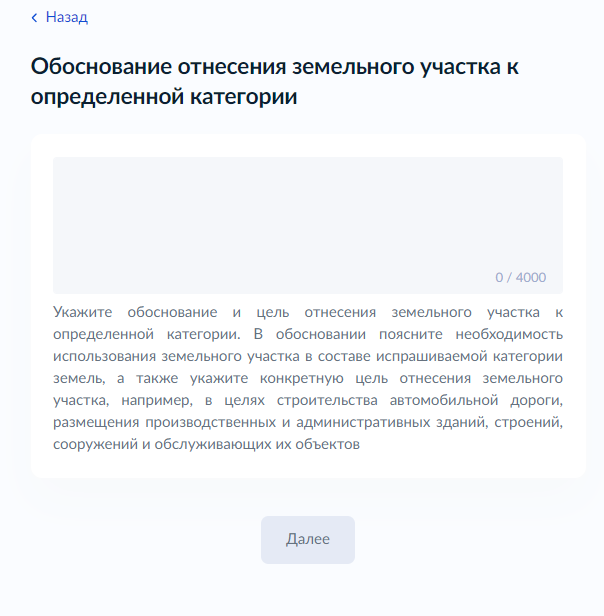 Назад
Обоснование отнесения земельного участка к
определенной категории
0 / 4000
Укажите обоснование и цель отнесения земельного участка к
определенной категории. В обосновании поясните необходимость
использования земельного участка в составе испрашиваемой категории
земель, а также укажите конкретную цель отнесения земельного
участка, например, в целях строительства автомобильной дороги,
размещения производственных и административных зданий, строений,
сооружений и обслуживающих их объектов
Далее